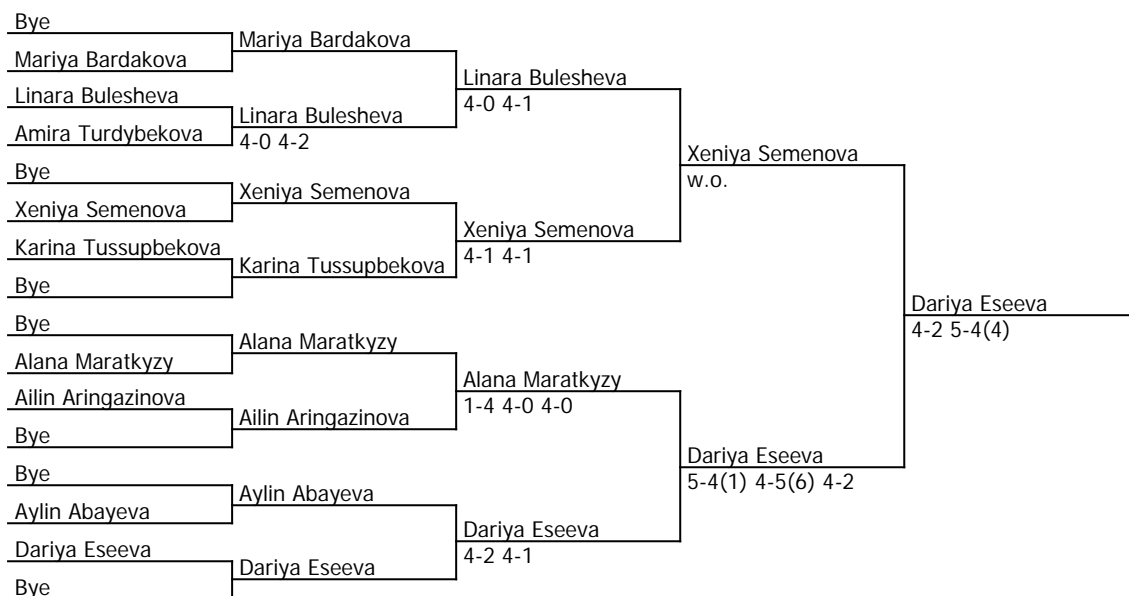 Bye
Mariya Bardakova
Mariya Bardakova
Linara Bulesheva
4-0 4-1
Linara Bulesheva
Linara Bulesheva
4-0 4-2
Amira Turdybekova
Xeniya Semenova
w.o.
Bye
Xeniya Semenova
Xeniya Semenova
Xeniya Semenova
4-1 4-1
Karina Tussupbekova
Karina Tussupbekova
Bye
Dariya Eseeva
4-2 5-4(4)
Bye
Alana Maratkyzy
Alana Maratkyzy
Alana Maratkyzy
1-4 4-0 4-0
Ailin Aringazinova
Ailin Aringazinova
Bye
Dariya Eseeva
5-4(1) 4-5(6) 4-2
Bye
Aylin Abayeva
Aylin Abayeva
Dariya Eseeva
4-2 4-1
Dariya Eseeva
Dariya Eseeva
Bye